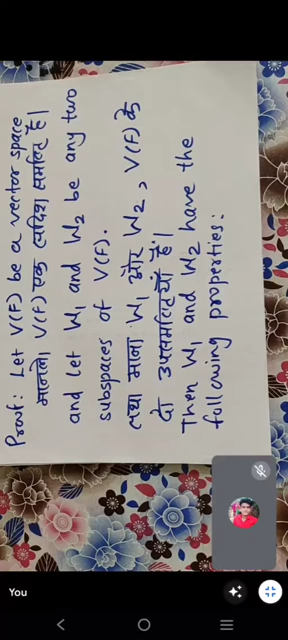 Proof: Let V(F) be a vector space
मानलो V(F) एक सदिश समष्टि है।
and let W₁ and W₂ be any two
subspaces of V(F).
तथा माना W₁ और W₂, V(F) के
दो उपसमष्टियाँ हैं।
Then W₁ and W₂ have the
following properties:
You